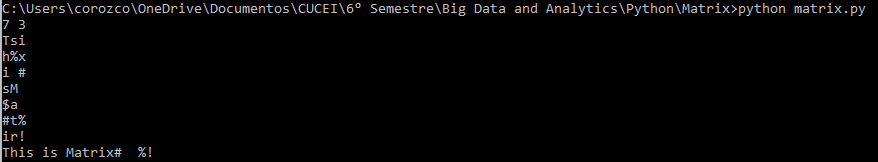 C:\Users\corozco\OneDrive\Documentos\CUCEI\6º Semestre\Big Data and Analytics\Python\Matrix>python matrix.py
7 3
Tsi
h%x
i #
sM
$a
#t%
ir!
This is Matrix#  %!